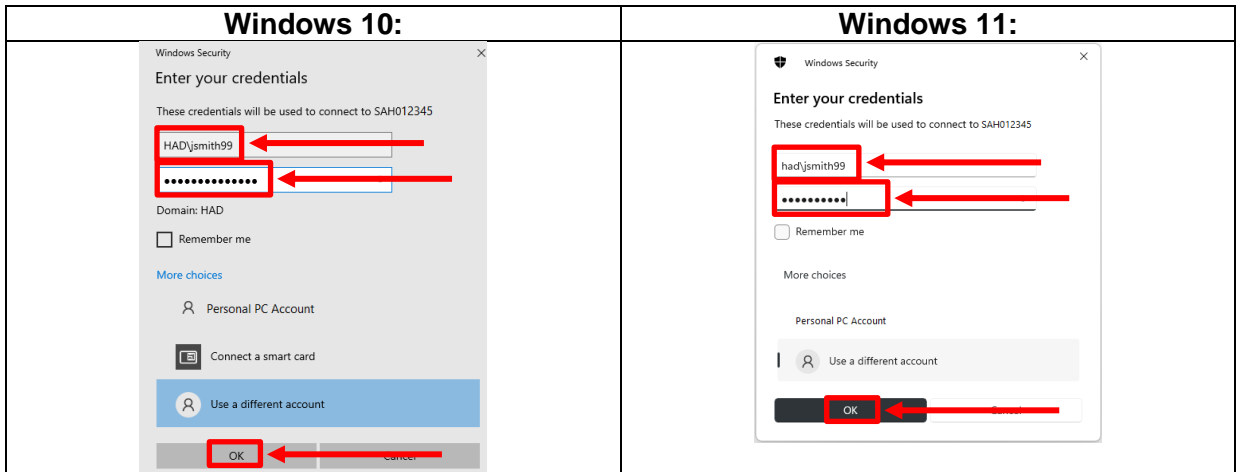 Windows 10:
Windows Security
Enter your credentials
These credentials will be used to connect to SAH012345
HAD\jsmith99
••••••••••••••
Domain: HAD
Remember me
More choices
Personal PC Account
Connect a smart card
Use a different account
OK
Cancel
Windows 11:
Windows Security
Enter your credentials
These credentials will be used to connect to SAH012345
had\jsmith99
••••••••••
Remember me
More choices
Personal PC Account
Use a different account
OK
Cancel